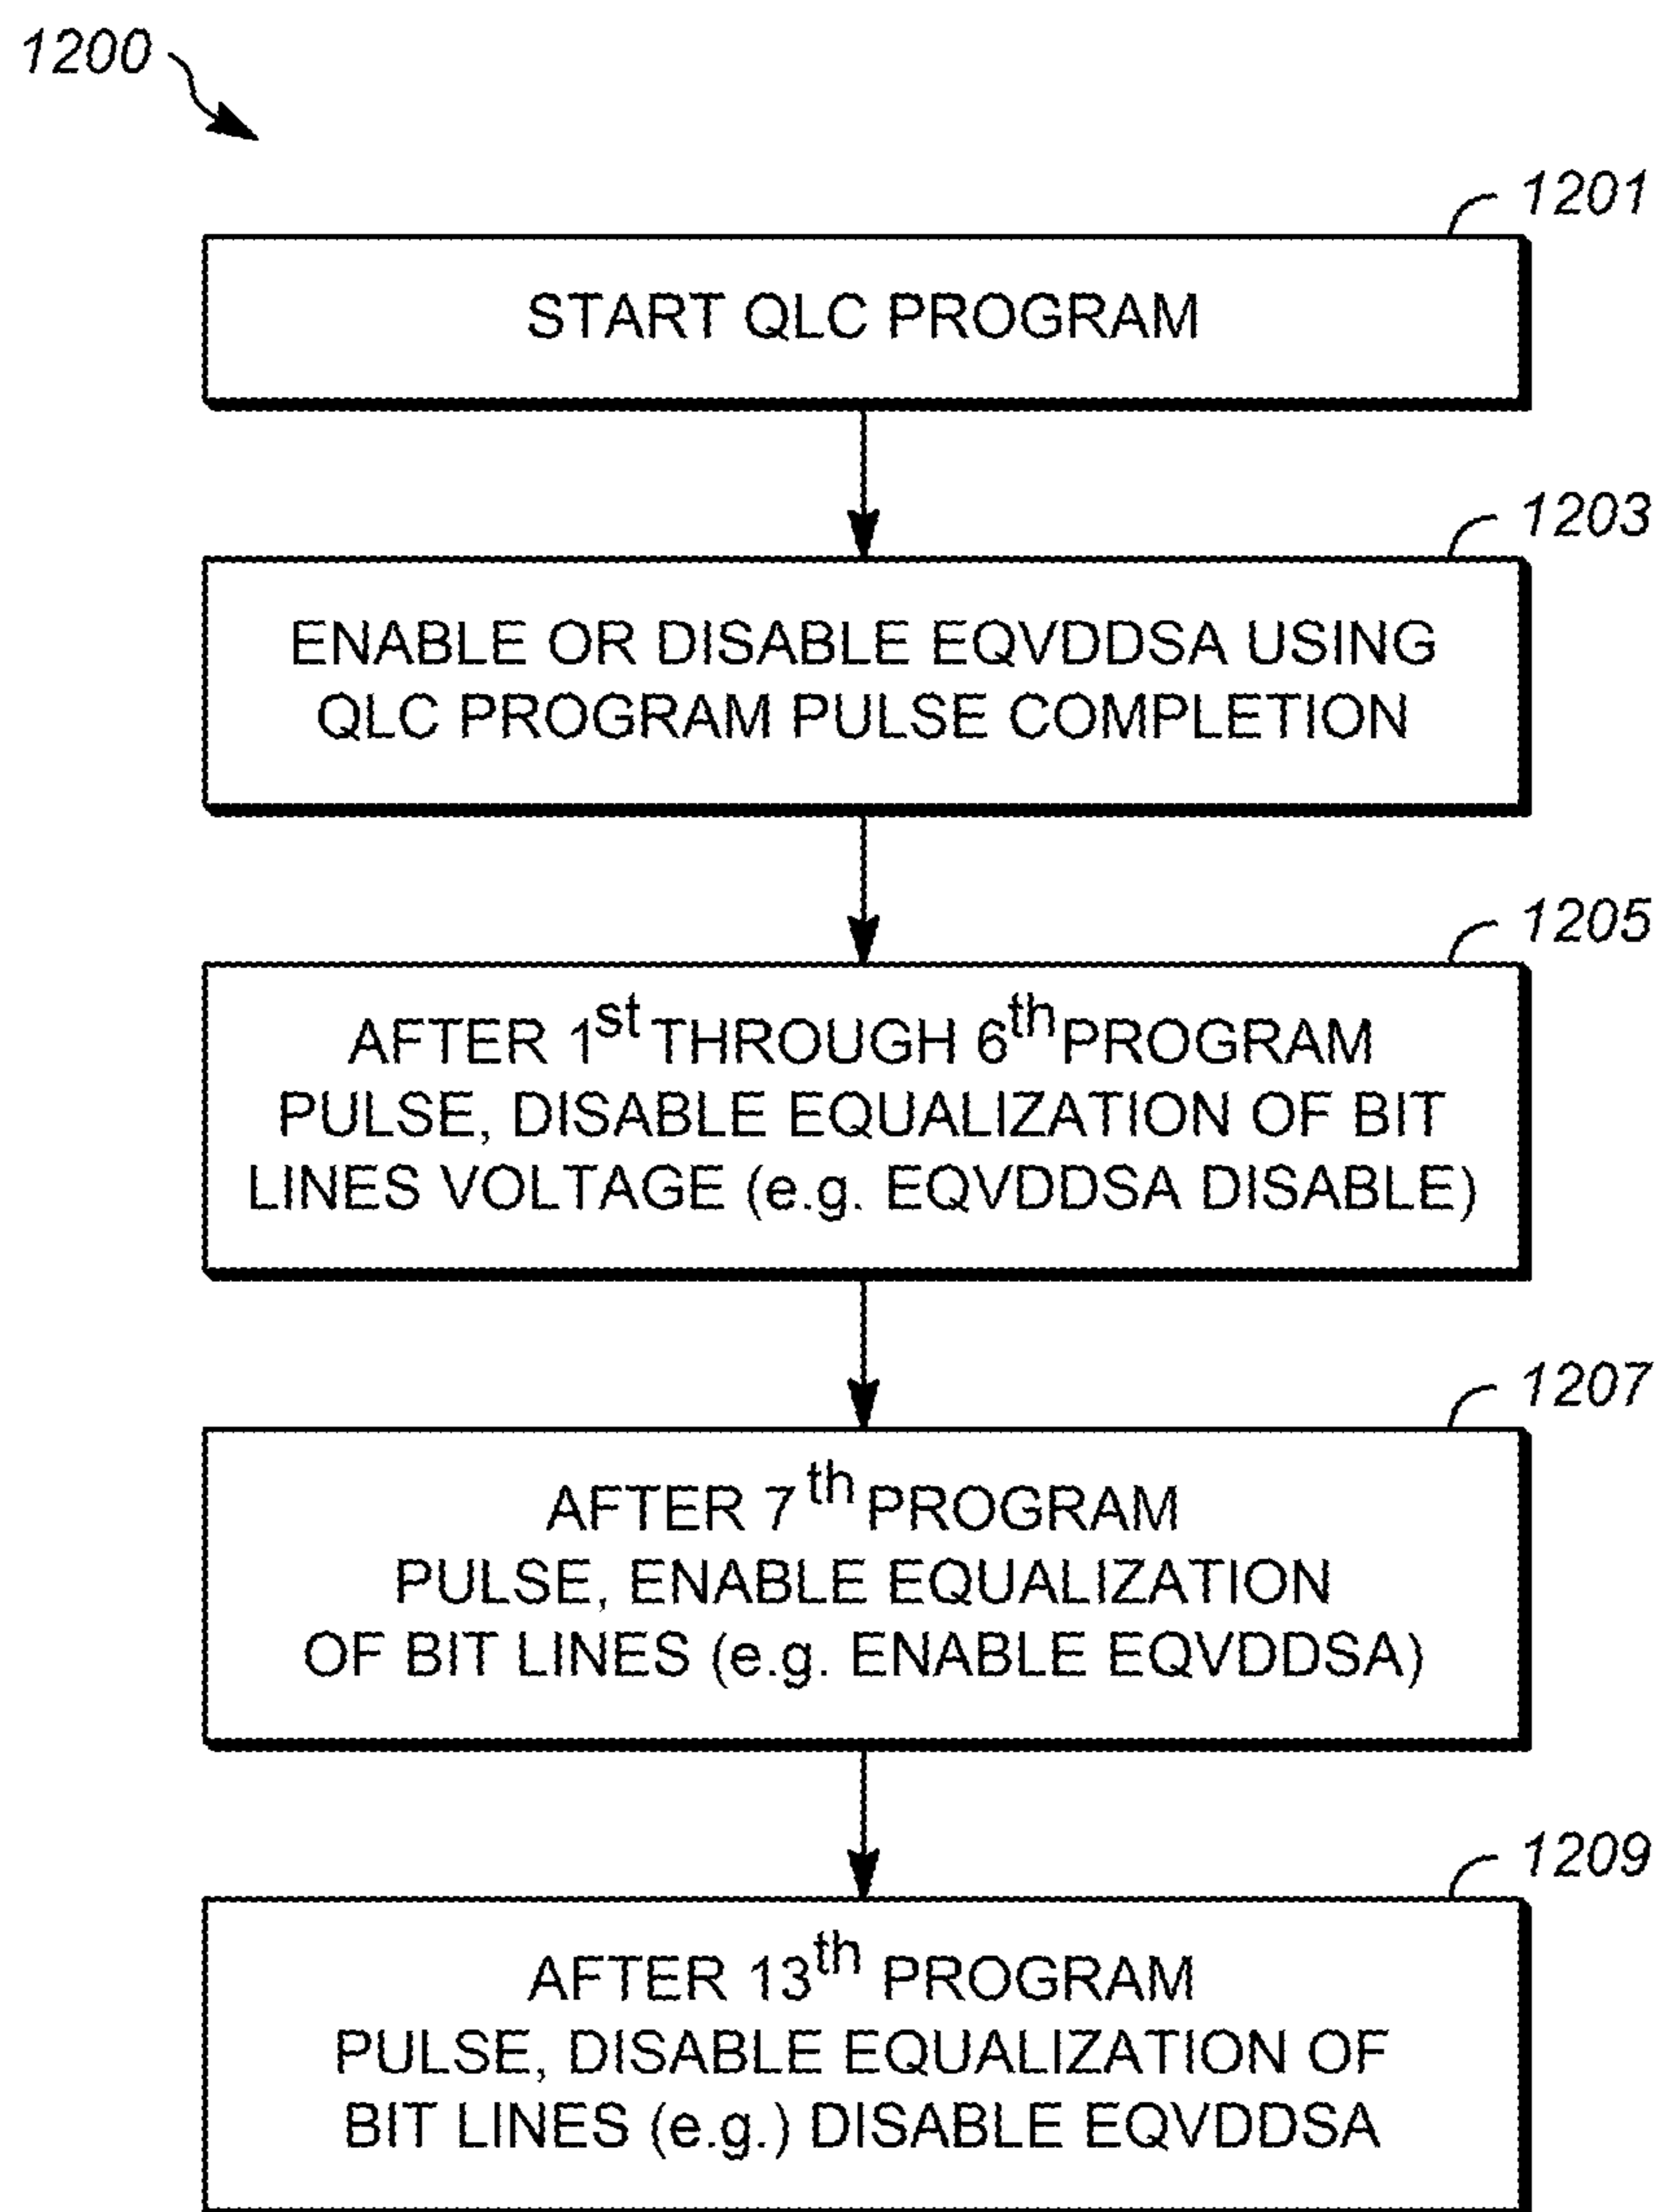 1200
1201
START QLC PROGRAM
1203
ENABLE OR DISABLE EQVDDSA USING
QLC PROGRAM PULSE COMPLETION
1205
AFTER 1st THROUGH 6th PROGRAM
PULSE, DISABLE EQUALIZATION OF BIT
LINES VOLTAGE (e.g. EQVDDSA DISABLE)
1207
AFTER 7th PROGRAM
PULSE, ENABLE EQUALIZATION
OF BIT LINES (e.g. ENABLE EQVDDSA)
1209
AFTER 13th PROGRAM
PULSE, DISABLE EQUALIZATION OF
BIT LINES (e.g.) DISABLE EQVDDSA